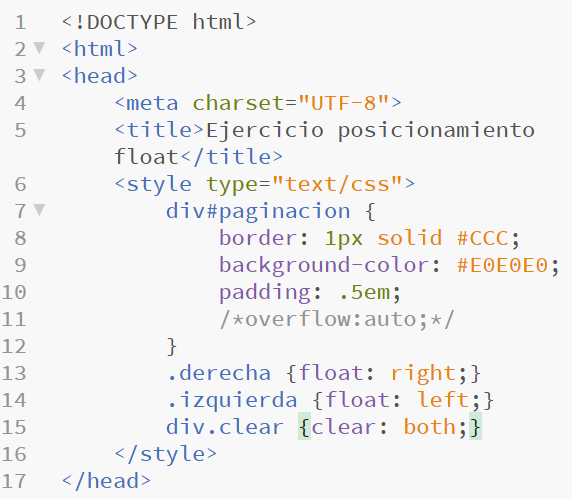 1 <!DOCTYPE html>
2 <html>
3 <head>
4 <meta charset="UTF-8">
5 <title>Ejercicio posicionamiento
float</title>
6 <style type="text/css">
7 div#paginacion {
8 border: 1px solid #CCC;
9 background-color: #E0E0E0;
10 padding: .5em;
11 /*overflow:auto;*/
12 }
13 .derecha {float: right;}
14 .izquierda {float: left;}
15 div.clear {clear: both;}
16 </style>
17 </head>